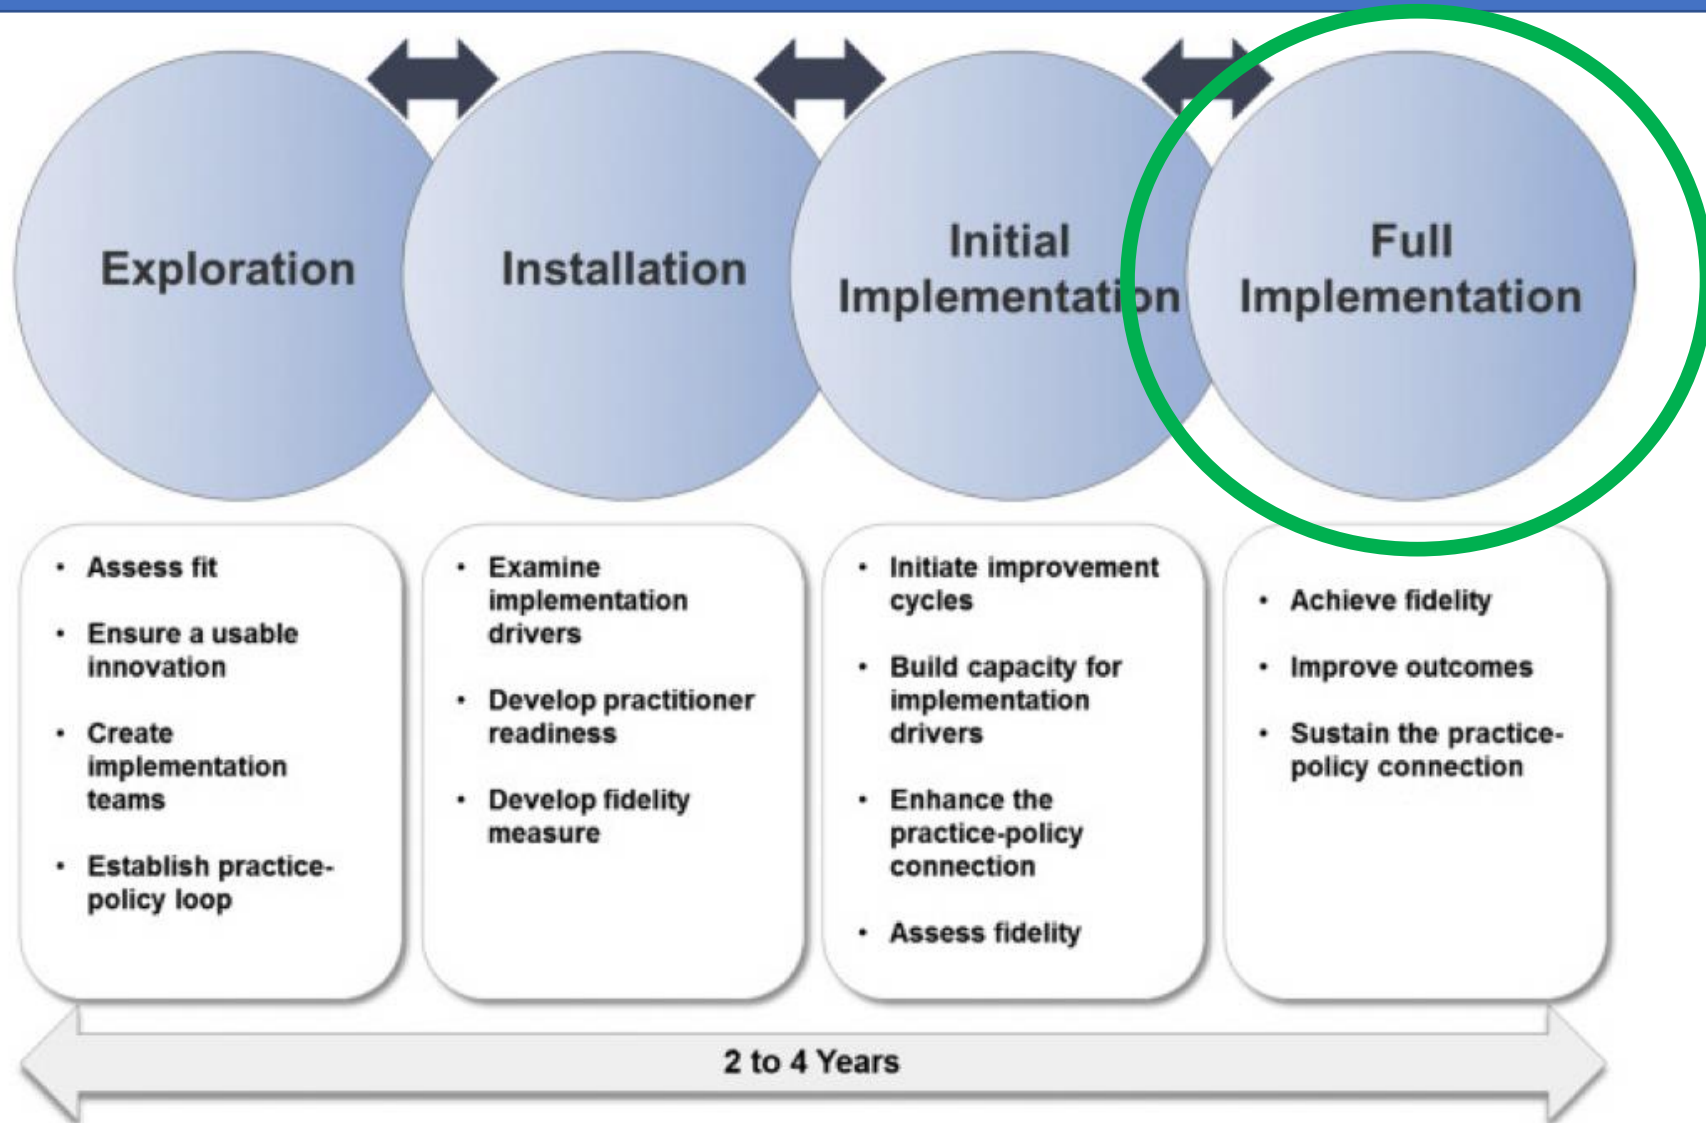 Exploration
Installation
Initial
Implementation
Full
Implementation
• Assess fit
• Ensure a usable
innovation
• Create
implementation
teams
• Establish practice-
policy loop
• Examine
implementation
drivers
• Develop practitioner
readiness
• Develop fidelity
measure
• Initiate improvement
cycles
• Build capacity for
implementation
drivers
• Enhance the
practice-policy
connection
• Assess fidelity
• Achieve fidelity
• Improve outcomes
• Sustain the practice-
policy connection
2 to 4 Years